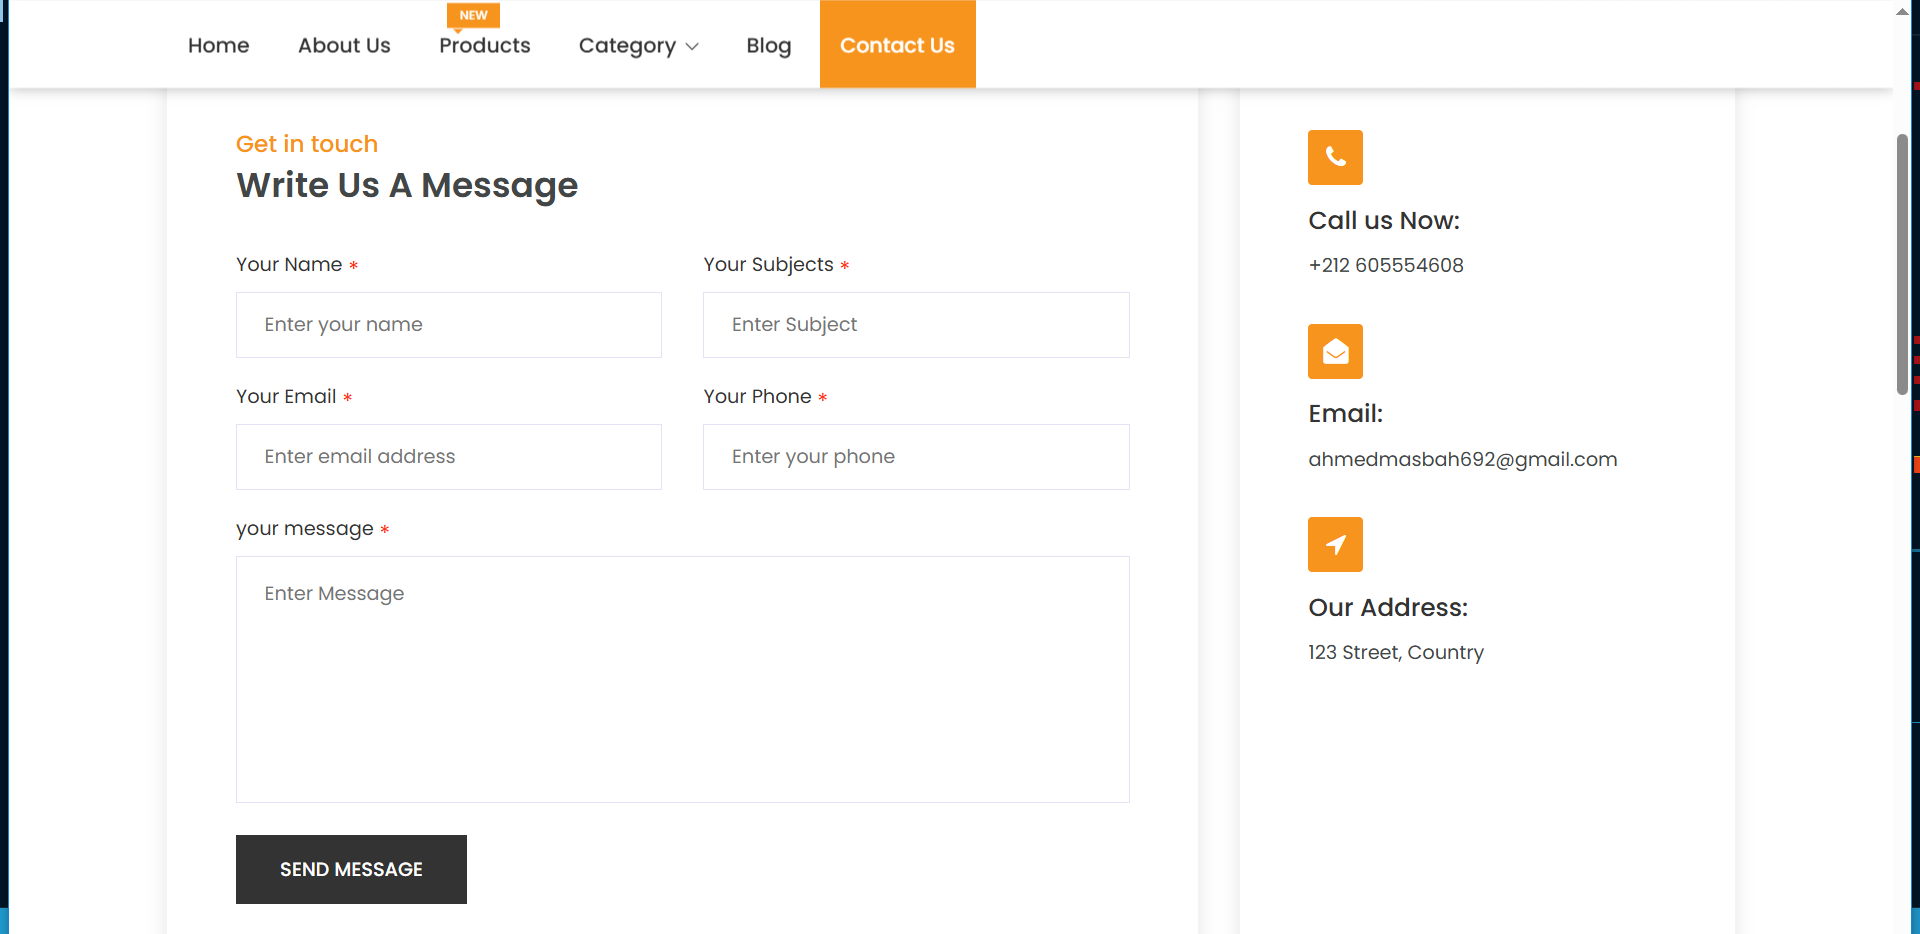 NEW
Home About Us Products Category Blog Contact Us
Get in touch
Write Us A Message
Your Name * Your Subjects *
Enter your name Enter Subject
Your Email * Your Phone *
Enter email address Enter your phone
your message *
Enter Message
SEND MESSAGE
Call us Now:
+212 605554608
Email:
ahmedmasbah692@gmail.com
Our Address:
123 Street, Country